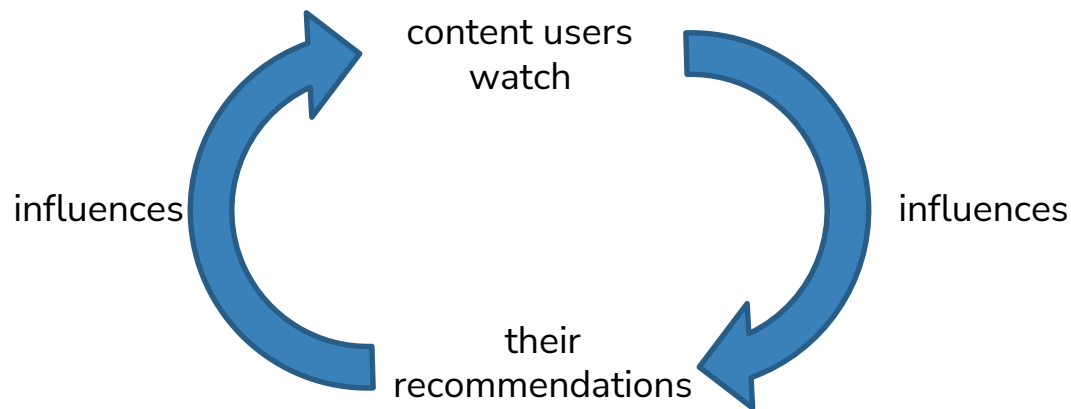 content users
watch
influences
influences
their
recommendations